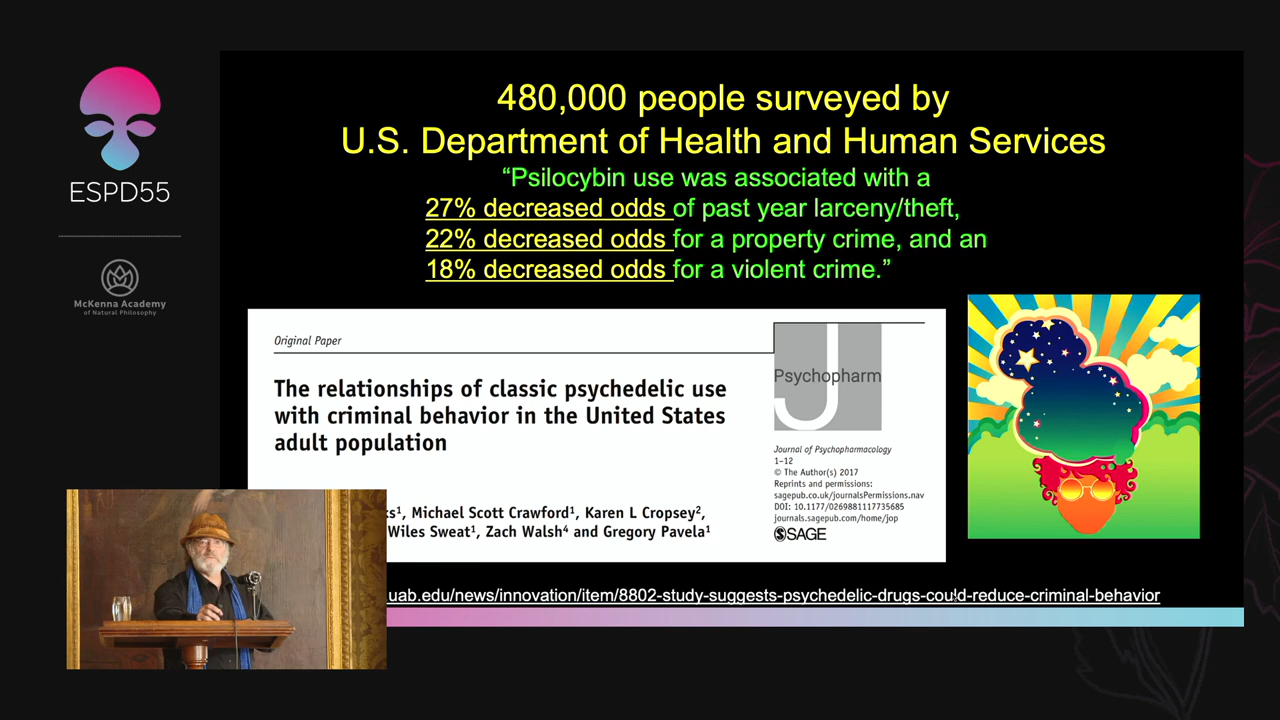 480,000 people surveyed by
U.S. Department of Health and Human Services
“Psilocybin use was associated with a
27% decreased odds of past year larceny/theft,
22% decreased odds for a property crime, and an
18% decreased odds for a violent crime.”
ESPD55
McKenna Academy
of Natural Philosophy
Original Paper
The relationships of classic psychedelic use
with criminal behavior in the United States
adult population
J
Psychopharm
Journal of Psychopharmacology
1–12
© The Author(s) 2017
Reprints and permissions:
sagepub.co.uk/journalsPermissions.nav
DOI: 10.1177/0269881117735685
journals.sagepub.com/home/jop
SAGE
Michael Scott Crawford¹, Karen L Cropsey²,
Wiles Sweat¹, Zach Walsh⁴ and Gregory Pavela¹
uab.edu/news/innovation/item/8802-study-suggests-psychedelic-drugs-could-reduce-criminal-behavior